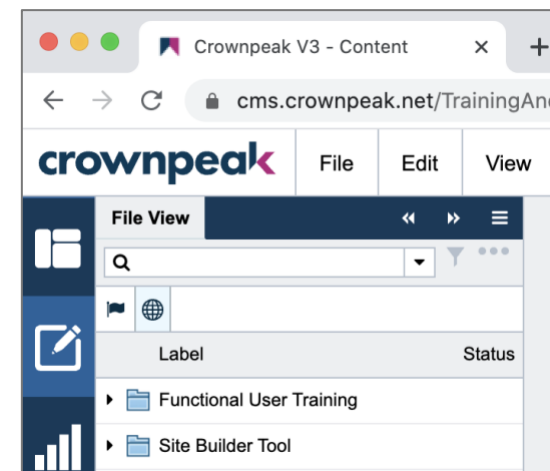 Crownpeak V3 - Content
cms.crownpeak.net/TrainingAn
crownpeak File Edit View
File View
Label Status
Functional User Training
Site Builder Tool